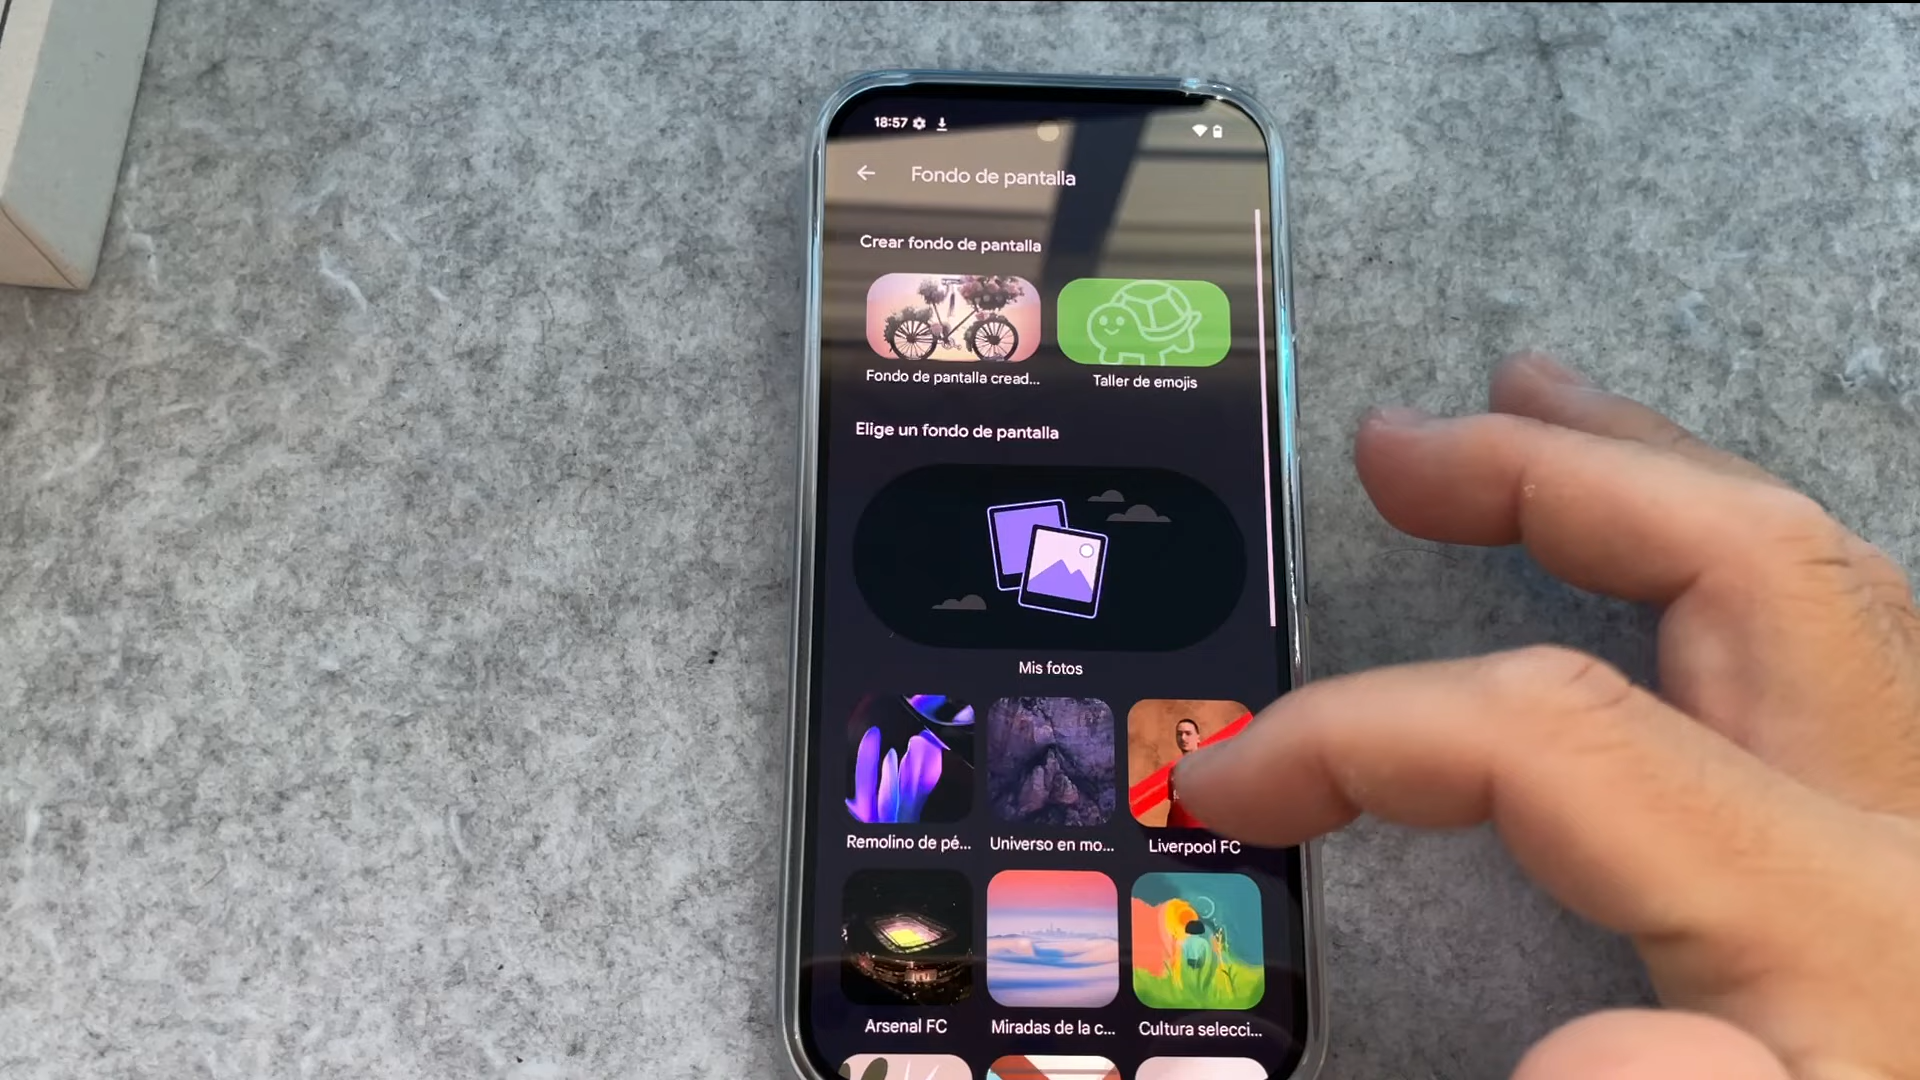 18:57
Fondo de pantalla
Crear fondo de pantalla
Fondo de pantalla cread...
Taller de emojis
Elige un fondo de pantalla
Mis fotos
Remolino de pé...
Universo en mo...
Liverpool FC
Arsenal FC
Miradas de la c...
Cultura selecci...